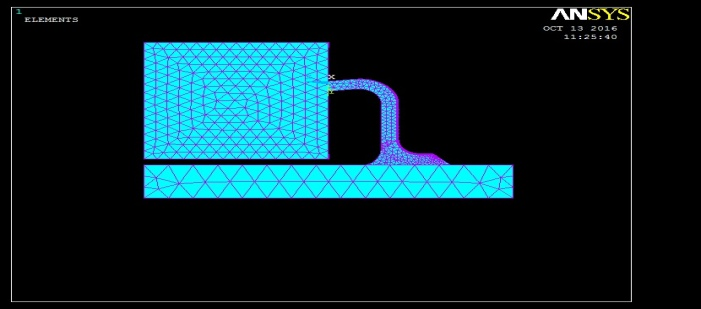 1
ELEMENTS
ANSYS
OCT 13 2016
11:25:40
X